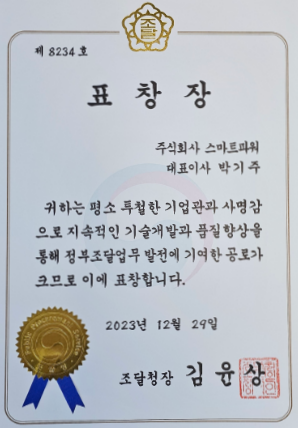 조달
제 8234 호
표창장
주식회사 스마트파워
대표이사 박기주
귀하는 평소 투철한 기업관과 사명감
으로 지속적인 기술개발과 품질향상을
통해 정부조달업무 발전에 기여한 공로가
크므로 이에 표창합니다.
2023년 12월 29일
조달청장 김윤상